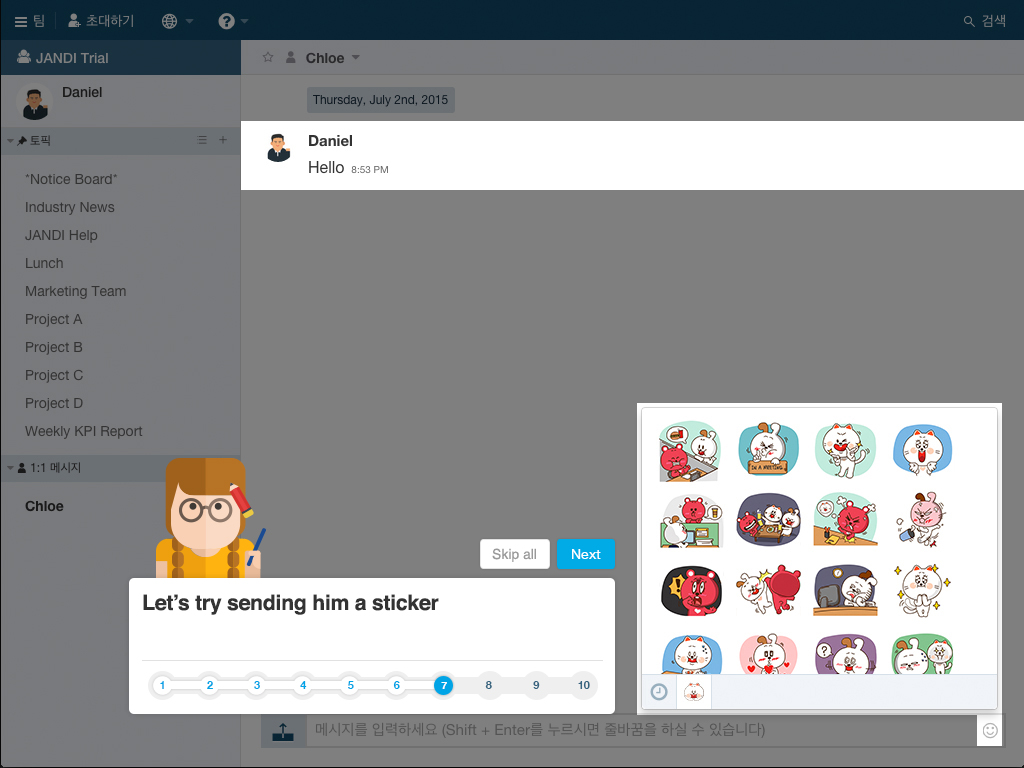 팀
초대하기
검색
JANDI Trial
Chloe
Daniel
Thursday, July 2nd, 2015
토픽
Daniel
Hello 8:53 PM
*Notice Board*
Industry News
JANDI Help
Lunch
Marketing Team
Project A
Project B
Project C
Project D
Weekly KPI Report
1:1 메시지
Chloe
IN A MEETING
Skip all
Next
Let's try sending him a sticker
1 2 3 4 5 6 7 8 9 10
메시지를 입력하세요 (Shift + Enter를 누르시면 줄바꿈을 하실 수 있습니다)